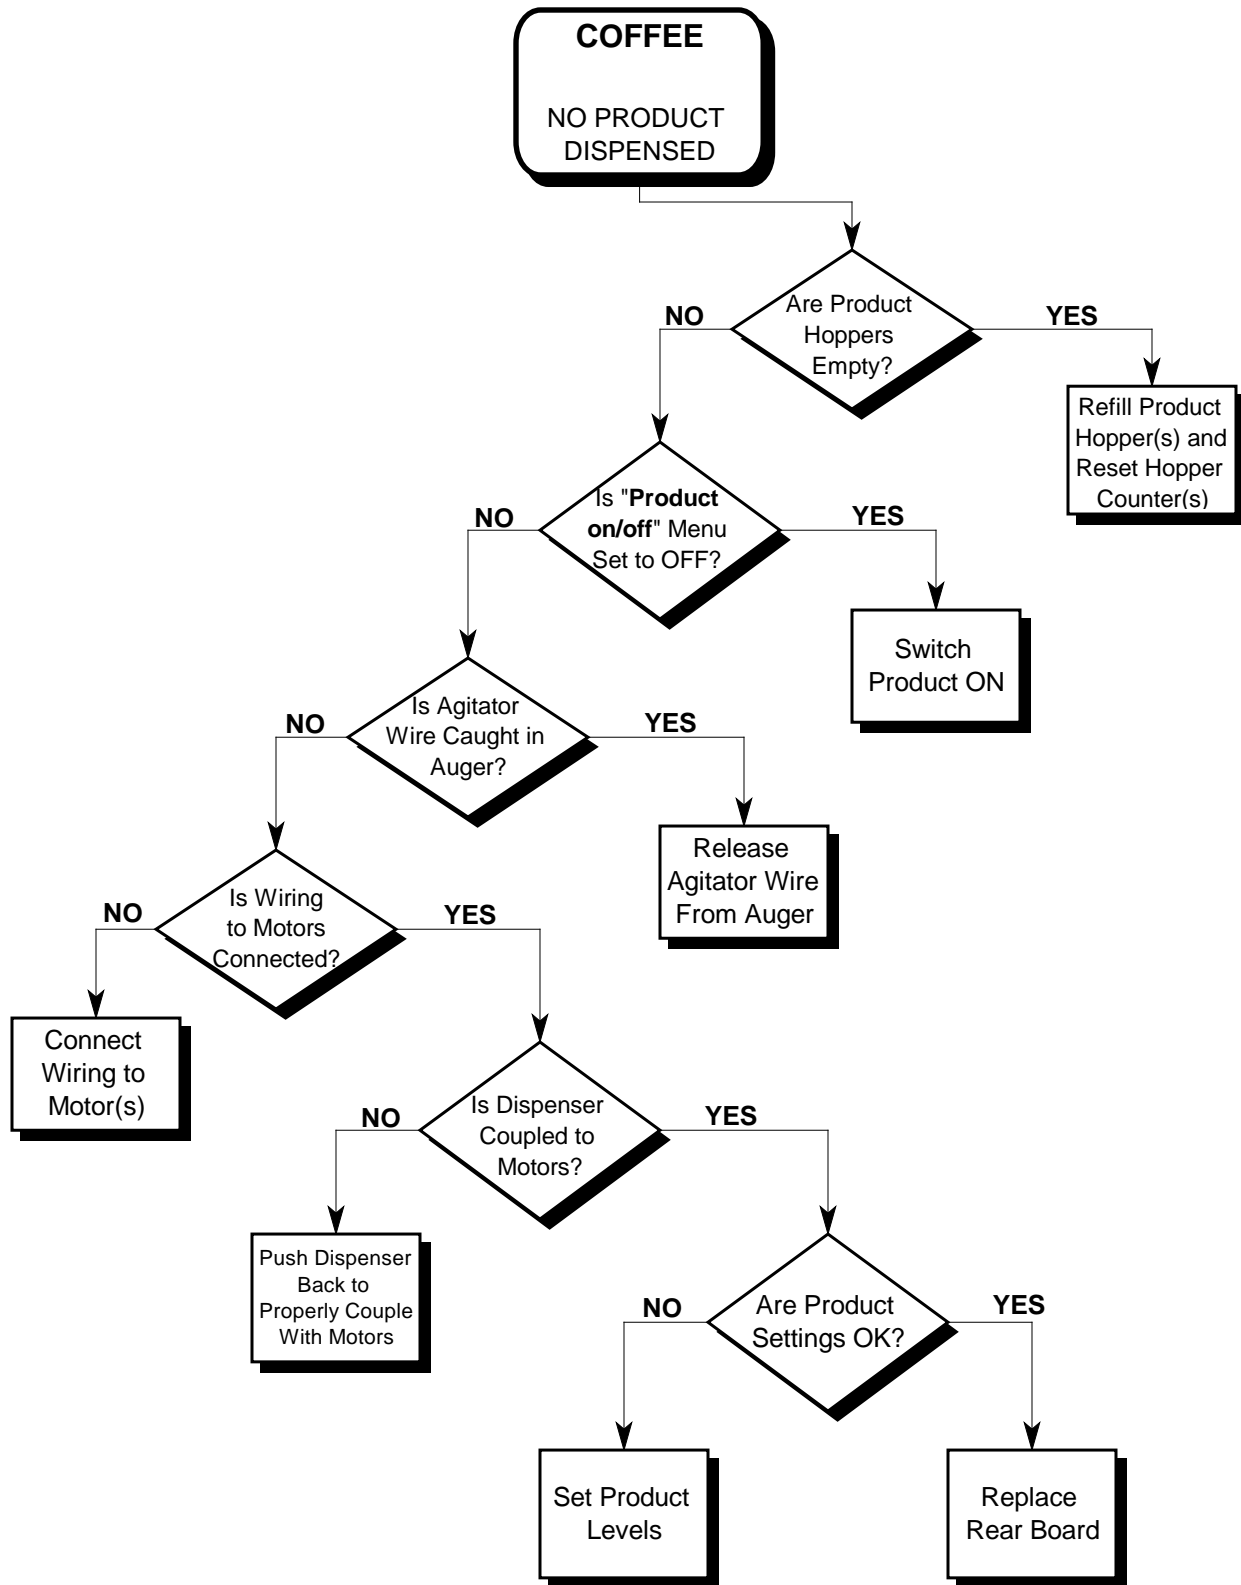 COFFEE
NO PRODUCT
DISPENSED
Are Product
Hoppers
Empty?
NO
YES
Refill Product
Hopper(s) and
Reset Hopper
Counter(s)
Is "Product
on/off" Menu
Set to OFF?
NO
YES
Switch
Product ON
Is Agitator
Wire Caught in
Auger?
NO
YES
Release
Agitator Wire
From Auger
Is Wiring
to Motors
Connected?
NO
YES
Connect
Wiring to
Motor(s)
Is Dispenser
Coupled to
Motors?
NO
YES
Push Dispenser
Back to
Properly Couple
With Motors
Are Product
Settings OK?
NO
YES
Set Product
Levels
Replace
Rear Board